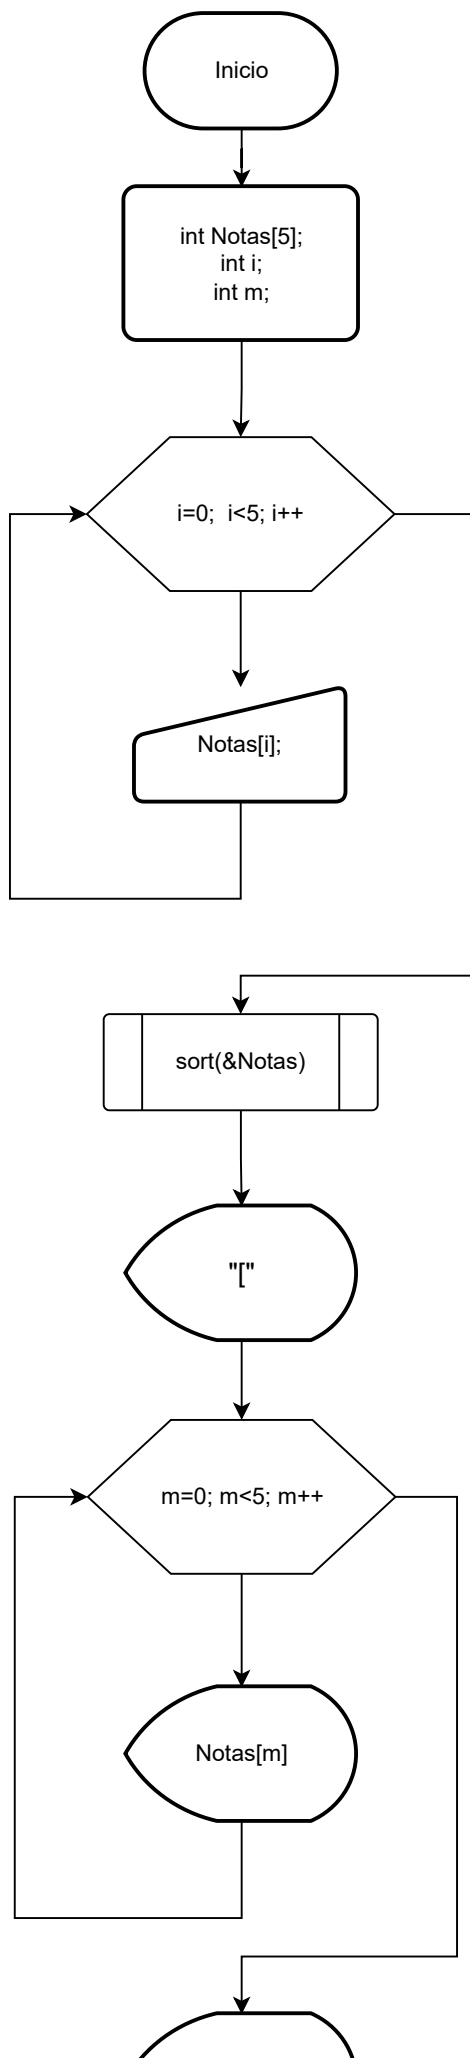 Inicio
int Notas[5];
int i;
int m;
i=0;  i<5; i++
Notas[i];
sort(&Notas)
"["
m=0; m<5; m++
Notas[m]